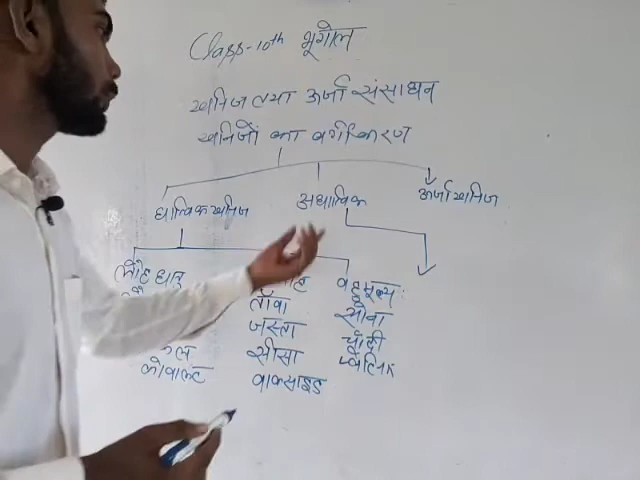 Class-10th भूगोल
खनिज तथा ऊर्जा संसाधन
खनिजों का वर्गीकरण
धात्विक खनिज अधात्विक ऊर्जा खनिज
लौह धातु बहुमूल्य:
तांबा सोना
जस्ता चाँदी
सीसा प्लेटिनम
कोबाल्ट वाक्साइड